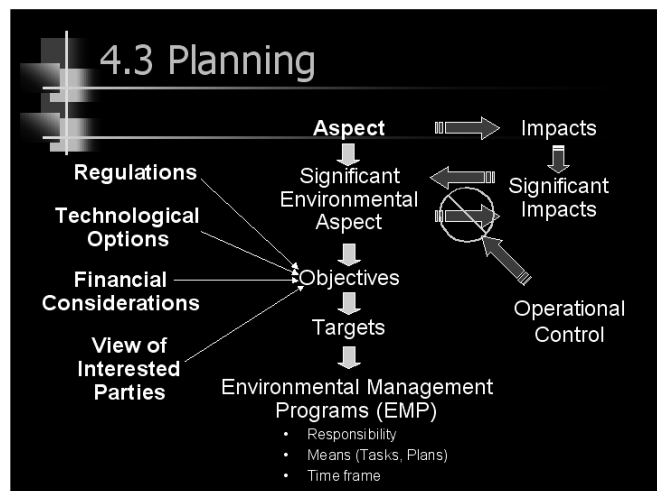 4.3 Planning
Aspect
Impacts
Regulations
Significant
Environmental
Aspect
Significant
Impacts
Technological
Options
Financial
Considerations
Objectives
Operational
Control
Targets
View of
Interested
Parties
Environmental Management
Programs (EMP)
• Responsibility
• Means (Tasks, Plans)
• Time frame